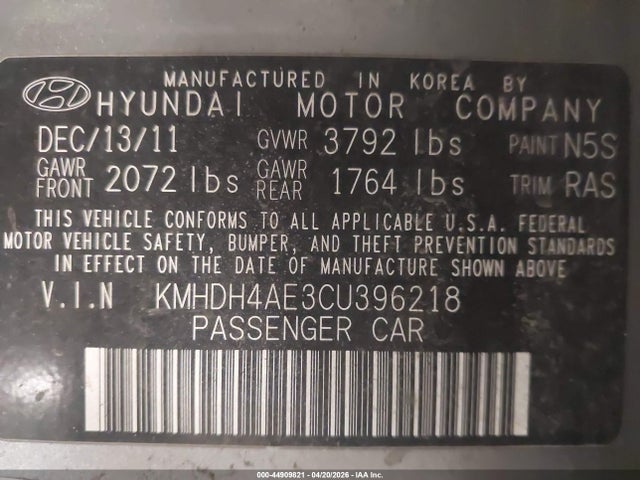 MANUFACTURED IN KOREA BY
HYUNDAI MOTOR COMPANY
DEC/13/11 GVWR 3792 lbs PAINT N5S
GAWR FRONT 2072 lbs GAWR REAR 1764 lbs TRIM RAS
THIS VEHICLE CONFORMS TO ALL APPLICABLE U.S.A. FEDERAL
MOTOR VEHICLE SAFETY, BUMPER, AND THEFT PREVENTION STANDARDS
IN EFFECT ON THE DATE OF MANUFACTURE SHOWN ABOVE
V.I.N KMHDH4AE3CU396218
PASSENGER CAR
000-44909821 - 04/20/2026 - IAA Inc.